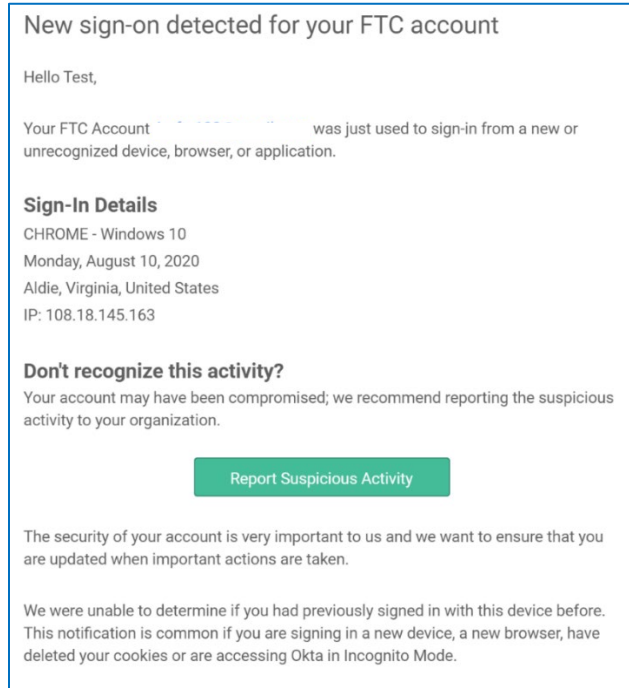 New sign-on detected for your FTC account
Hello Test,
Your FTC Account was just used to sign-in from a new or
unrecognized device, browser, or application.
Sign-In Details
CHROME - Windows 10
Monday, August 10, 2020
Aldie, Virginia, United States
IP: 108.18.145.163
Don't recognize this activity?
Your account may have been compromised; we recommend reporting the suspicious
activity to your organization.
Report Suspicious Activity
The security of your account is very important to us and we want to ensure that you
are updated when important actions are taken.
We were unable to determine if you had previously signed in with this device before.
This notification is common if you are signing in a new device, a new browser, have
deleted your cookies or are accessing Okta in Incognito Mode.